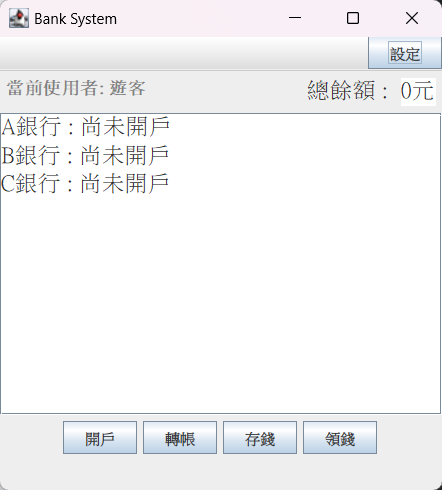 Bank System
設定
當前使用者: 遊客 總餘額 : 0元
A銀行 : 尚未開戶
B銀行 : 尚未開戶
C銀行 : 尚未開戶
開戶 轉帳 存錢 領錢